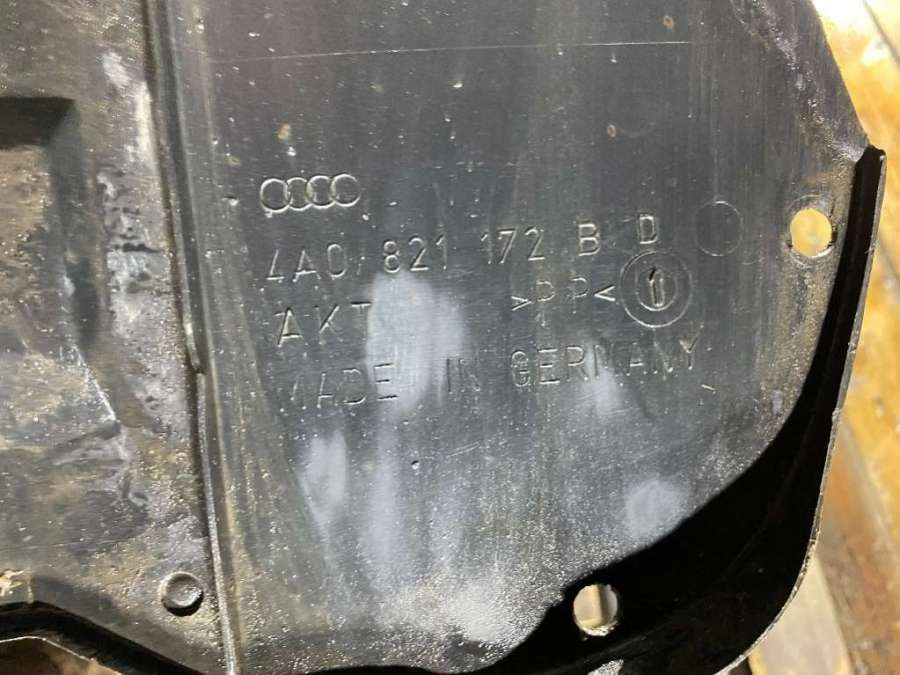 4A0 821 172 B D
AKT >PP<
MADE IN GERMANY